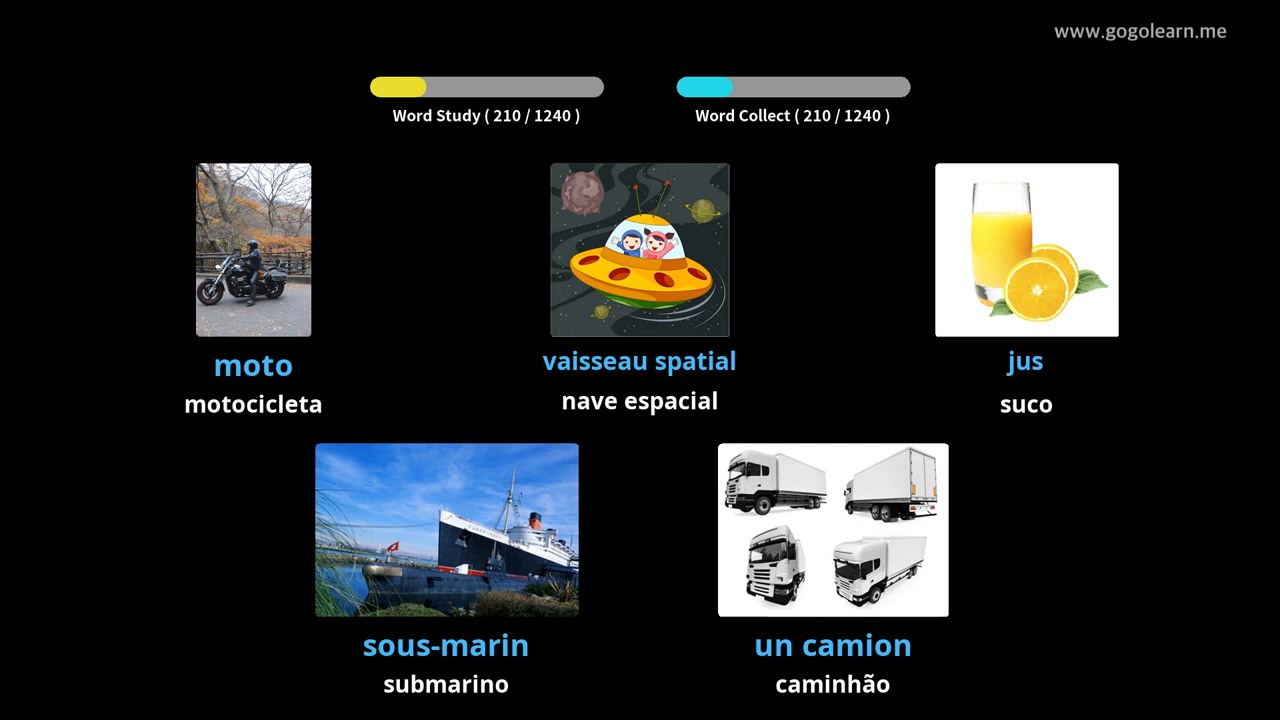 www.gogolearn.me
Word Study ( 210 / 1240 )
Word Collect ( 210 / 1240 )
moto
motocicleta
vaisseau spatial
nave espacial
jus
suco
sous-marin
submarino
un camion
caminhão